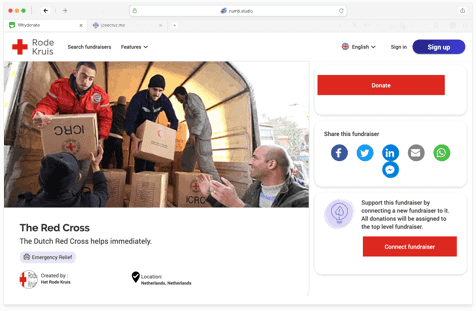 numb.studio
Whydonate
Rode
Kruis
Search fundraisers
Features
English
Sign in
Sign up
ICRC
ICRC
ICRC
The Red Cross
The Dutch Red Cross helps immediately.
Emergency Relief
Created by :
Het Rode Kruis
Location:
Netherlands, Netherlands
Donate
Share this fundraiser
Support this fundraiser by
connecting a new fundraiser to it.
All donations will be assigned
to the top level fundraiser.
Connect fundraiser